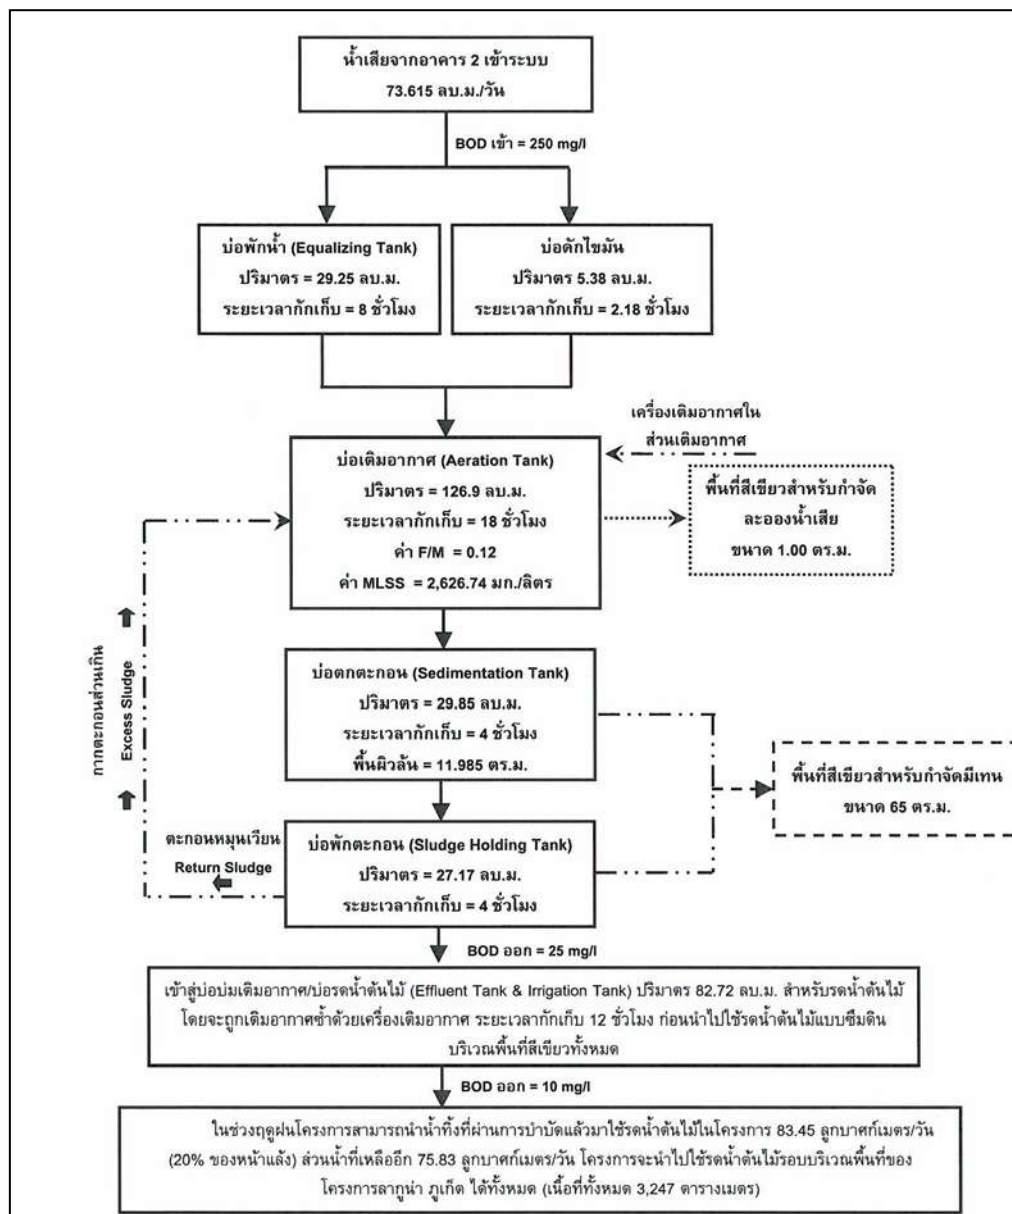 น้ำเสียจากอาคาร 2 เข้าระบบ
73.615 ลบ.ม./วัน
BOD เข้า = 250 mg/l
บ่อพักน้ำ (Equalizing Tank)
ปริมาตร = 29.25 ลบ.ม.
ระยะเวลากักเก็บ = 8 ชั่วโมง
บ่อดักไขมัน
ปริมาตร 5.38 ลบ.ม.
ระยะเวลากักเก็บ = 2.18 ชั่วโมง
เครื่องเติมอากาศใน
ส่วนเติมอากาศ
บ่อเติมอากาศ (Aeration Tank)
ปริมาตร = 126.9 ลบ.ม.
ระยะเวลากักเก็บ = 18 ชั่วโมง
ค่า F/M = 0.12
ค่า MLSS = 2,626.74 มก./ลิตร
พื้นที่สีเขียวสำหรับกำจัด
ละอองน้ำเสีย
ขนาด 1.00 ตร.ม.
กากตะกอนส่วนเกิน
Excess Sludge
บ่อตกตะกอน (Sedimentation Tank)
ปริมาตร = 29.85 ลบ.ม.
ระยะเวลากักเก็บ = 4 ชั่วโมง
พื้นผิวล้น = 11.985 ตร.ม.
พื้นที่สีเขียวสำหรับกำจัดมีเทน
ขนาด 65 ตร.ม.
ตะกอนหมุนเวียน
Return Sludge
บ่อพักตะกอน (Sludge Holding Tank)
ปริมาตร = 27.17 ลบ.ม.
ระยะเวลากักเก็บ = 4 ชั่วโมง
BOD ออก = 25 mg/l
เข้าสู่บ่อบ่มเติมอากาศ/บ่อรดน้ำต้นไม้ (Effluent Tank & Irrigation Tank) ปริมาตร 82.72 ลบ.ม. สำหรับรดน้ำต้นไม้
โดยจะถูกเติมอากาศซ้ำด้วยเครื่องเติมอากาศ ระยะเวลากักเก็บ 12 ชั่วโมง ก่อนนำไปใช้รดน้ำต้นไม้แบบซึมดิน
บริเวณพื้นที่สีเขียวทั้งหมด
BOD ออก = 10 mg/l
ในช่วงฤดูฝนโครงการสามารถนำน้ำทิ้งที่ผ่านการบำบัดแล้วมาใช้รดน้ำต้นไม้ในโครงการ 83.45 ลูกบาศก์เมตร/วัน
(20% ของหน้าแล้ง) ส่วนน้ำที่เหลืออีก 75.83 ลูกบาศก์เมตร/วัน โครงการจะนำไปใช้รดน้ำต้นไม้รอบบริเวณพื้นที่ของ
โครงการลากูน่า ภูเก็ต ได้ทั้งหมด (เนื้อที่ทั้งหมด 3,247 ตารางเมตร)